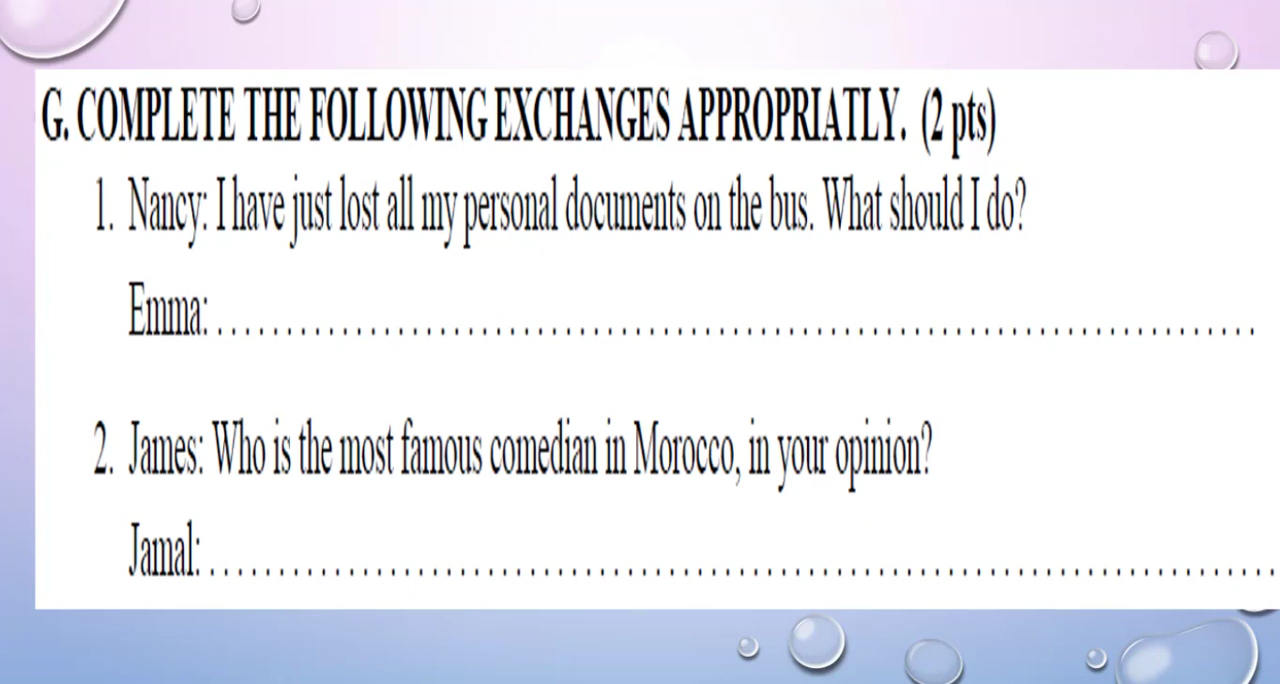 G. COMPLETE THE FOLLOWING EXCHANGES APPROPRIATLY. (2 pts)
1. Nancy: I have just lost all my personal documents on the bus. What should I do?
Emma: . . . . . . . . . . . . . . . . . . . . . . . . . . . . . . . . . . . . . . . . . . . . . . . . . . . . . . . . . . . . . . . . . . . . . . . . . . .
2. James: Who is the most famous comedian in Morocco, in your opinion?
Jamal: . . . . . . . . . . . . . . . . . . . . . . . . . . . . . . . . . . . . . . . . . . . . . . . . . . . . . . . . . . . . . . . . . . . . . . . . . . . . .